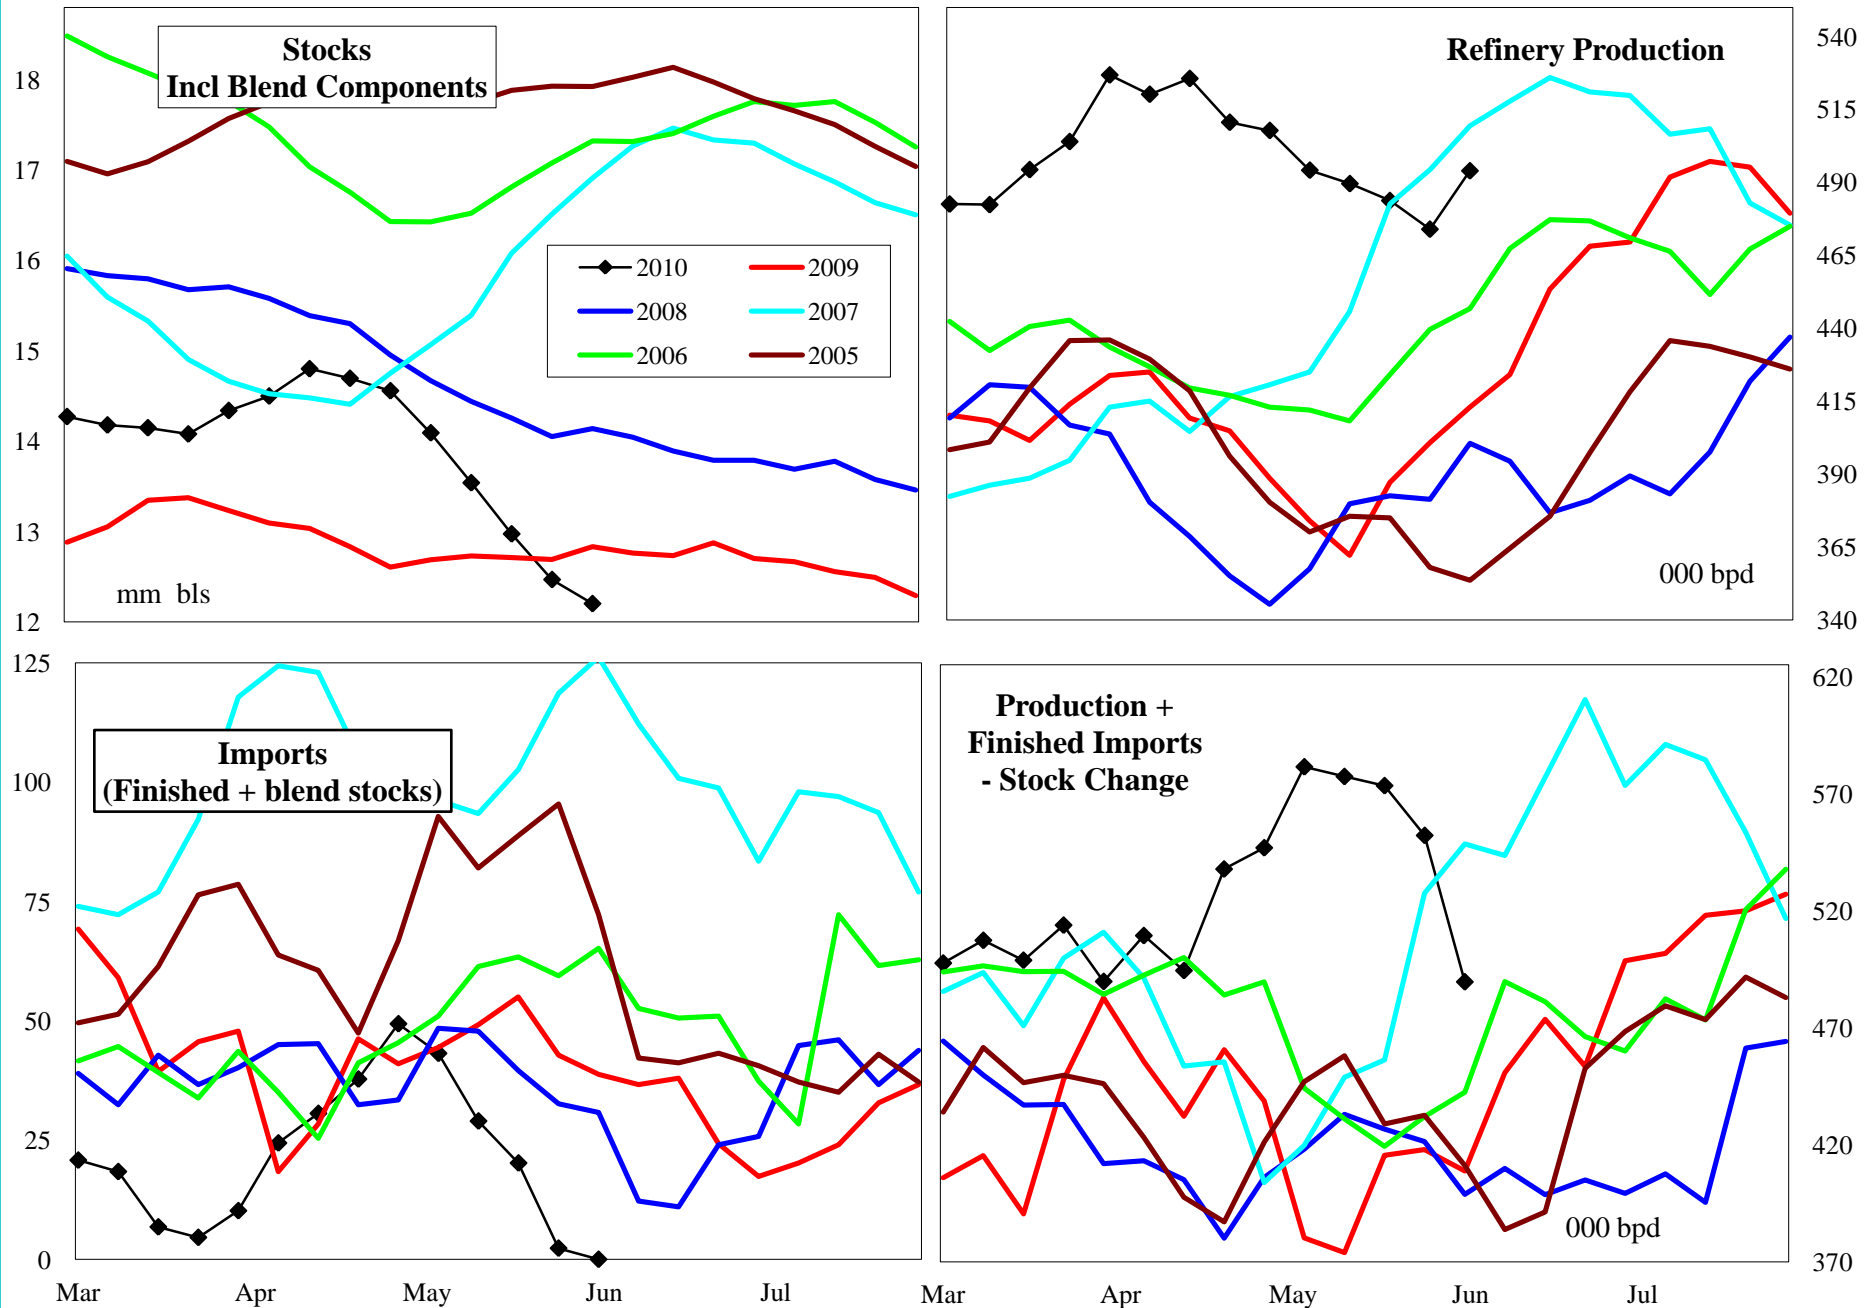 Stocks
Incl Blend Components
18
17
16
15
14
13
12
mm bls
2010 2009
2008 2007
2006 2005
Refinery Production
540
515
490
465
440
415
390
365
340
000 bpd
Imports
(Finished + blend stocks)
125
100
75
50
25
0
Mar Apr May Jun Jul
Production +
Finished Imports
- Stock Change
620
570
520
470
420
370
000 bpd
Mar Apr May Jun Jul